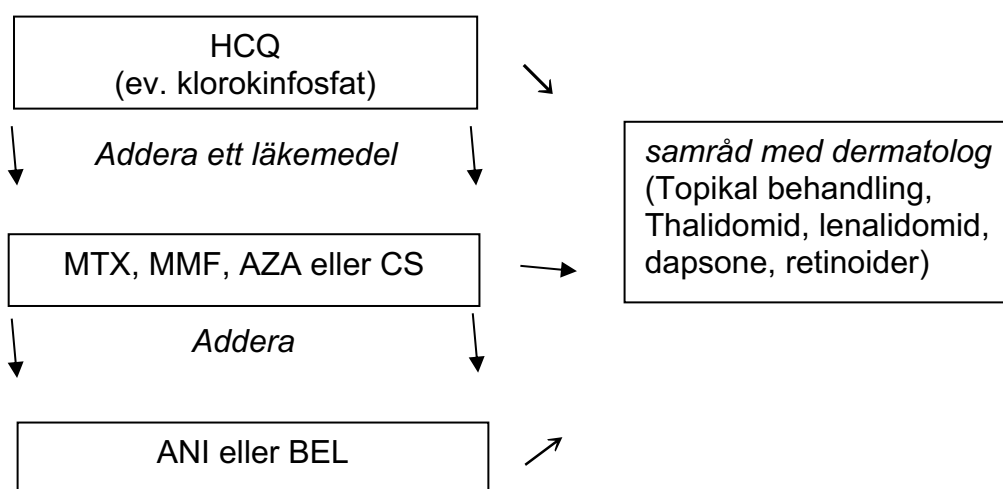 HCQ
(ev. klorokinfosfat)
Addera ett läkemedel
MTX, MMF, AZA eller CS
Addera
ANI eller BEL
samråd med dermatolog
(Topikal behandling,
Thalidomid, lenalidomid,
dapsone, retinoider)